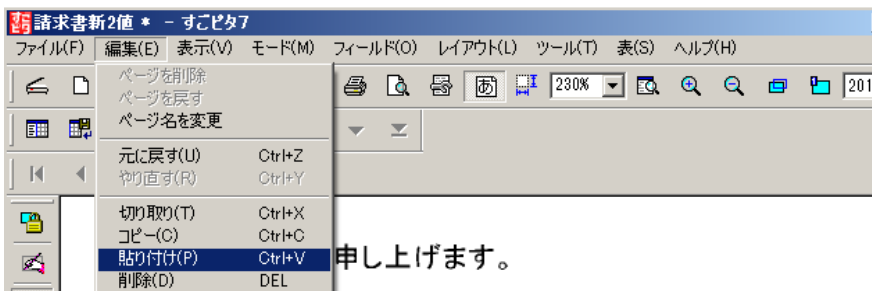 請求書新2値 * - すごピタ7
ファイル(F) 編集(E) 表示(V) モード(M) フィールド(O) レイアウト(L) ツール(T) 表(S) ヘルプ(H)
ページを削除
ページを戻す
ページ名を変更
あ 230% 201
元に戻す(U) Ctrl+Z
やり直す(R) Ctrl+Y
切り取り(T) Ctrl+X
コピー(C) Ctrl+C
貼り付け(P) Ctrl+V
申し上げます。
削除(D) DEL